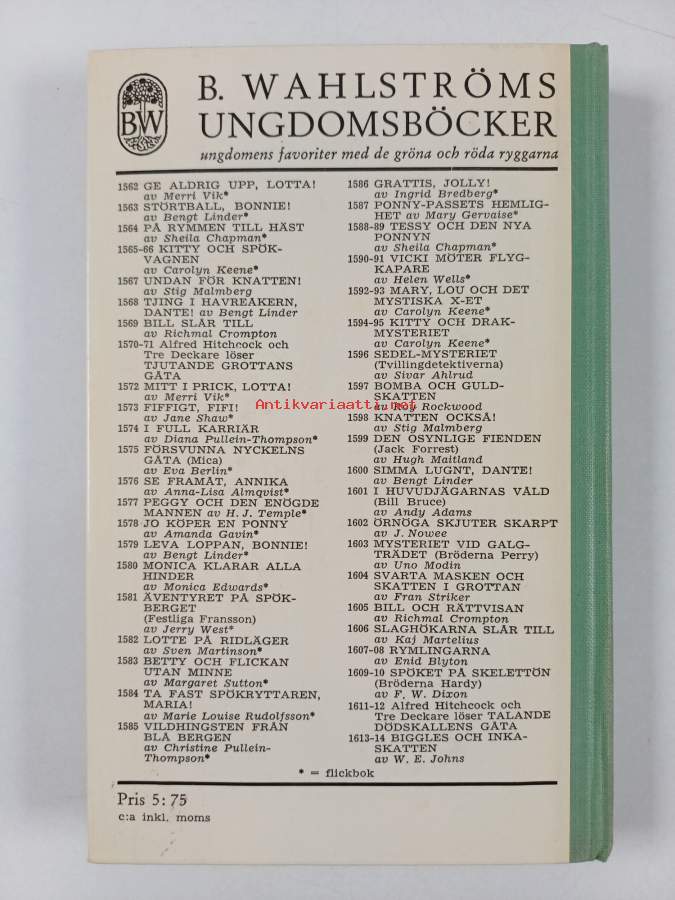 BW
B. WAHLSTRÖMS
UNGDOMSBÖCKER
ungdomens favoriter med de gröna och röda ryggarna
1562 GE ALDRIG UPP, LOTTA!
av Merri Vik*
1563 STÖRTBALL, BONNIE!
av Bengt Linder*
1564 PÅ RYMMEN TILL HÄST
av Sheila Chapman*
1565-66 KITTY OCH SPÖK-
VAGNEN
av Carolyn Keene*
1567 UNDAN FÖR KNATTEN!
av Stig Malmberg
1568 TJING I HAVREÅKERN,
DANTE! av Bengt Linder
1569 BILL SLÅR TILL
av Richmal Crompton
1570-71 Alfred Hitchcock och
Tre Deckare löser
TJUTANDE GROTTANS
GÅTA
1572 MITT I PRICK, LOTTA!
av Merri Vik*
1573 FIFFIGT, FIFI!
av Jane Shaw*
1574 I FULL KARRIÄR
av Diana Pullein-Thompson*
1575 FÖRSVUNNA NYCKELNS
GÅTA (Mica)
av Eva Berlin*
1576 SE FRAMÅT, ANNIKA
av Anna-Lisa Almqvist*
1577 PEGGY OCH DEN ENÖGDE
MANNEN av H. J. Temple*
1578 JO KÖPER EN PONNY
av Amanda Gavin*
1579 LEVA LOPPAN, BONNIE!
av Bengt Linder*
1580 MONICA KLARAR ALLA
HINDER
av Monica Edwards*
1581 ÄVENTYRET PÅ SPÖK-
BERGET
(Festliga Fransson)
av Jerry West*
1582 LOTTE PÅ RIDLÄGER
av Sven Martinson*
1583 BETTY OCH FLICKAN
UTAN MINNE
av Margaret Sutton*
1584 TA FAST SPÖKRYTTAREN,
MARIA!
av Marie Louise Rudolfsson*
1585 VILDHINGSTEN FRÅN
BLÅ BERGEN
av Christine Pullein-
Thompson*
1586 GRATTIS, JOLLY!
av Ingrid Bredberg*
1587 PONNY-PASSETS HEMLIG-
HET av Mary Gervaise*
1588-89 TESSY OCH DEN NYA
PONNYN
av Sheila Chapman*
1590-91 VICKI MÖTER FLYG-
KAPARE
av Helen Wells*
1592-93 MARY, LOU OCH DET
MYSTISKA X-ET
av Carolyn Keene*
1594-95 KITTY OCH DRAK-
MYSTERIET
av Carolyn Keene*
1596 SEDEL-MYSTERIET
(Tvillingdetektiverna)
av Sivar Ahlrud
1597 BOMBA OCH GULD-
SKATTEN
av Roy Rockwood
1598 KNATTEN OCKSÅ!
av Stig Malmberg
1599 DEN OSYNLIGE FIENDEN
(Jack Forrest)
av Hugh Maitland
1600 SIMMA LUGNT, DANTE!
av Bengt Linder
1601 I HUVUDJÄGARNAS VÅLD
(Bill Bruce)
av Andy Adams
1602 ÖRNÖGA SKJUTER SKARPT
av J. Nowee
1603 MYSTERIET VID GALG-
TRÄDET (Bröderna Perry)
av Uno Modin
1604 SVARTA MASKEN OCH
SKATTEN I GROTTAN
av Fran Striker
1605 BILL OCH RÄTTVISAN
av Richmal Crompton
1606 SLAGHÖKARNA SLÅR TILL
av Kaj Martelius
1607-08 RYMLINGARNA
av Enid Blyton
1609-10 SPÖKET PÅ SKELETTÖN
(Bröderna Hardy)
av F. W. Dixon
1611-12 Alfred Hitchcock och
Tre Deckare löser TALANDE
DÖDSKALLENS GÅTA
1613-14 BIGGLES OCH INKA-
SKATTEN
av W. E. Johns
* = flickbok
Pris 5:75
c:a inkl. moms
Antikvariaatti.net